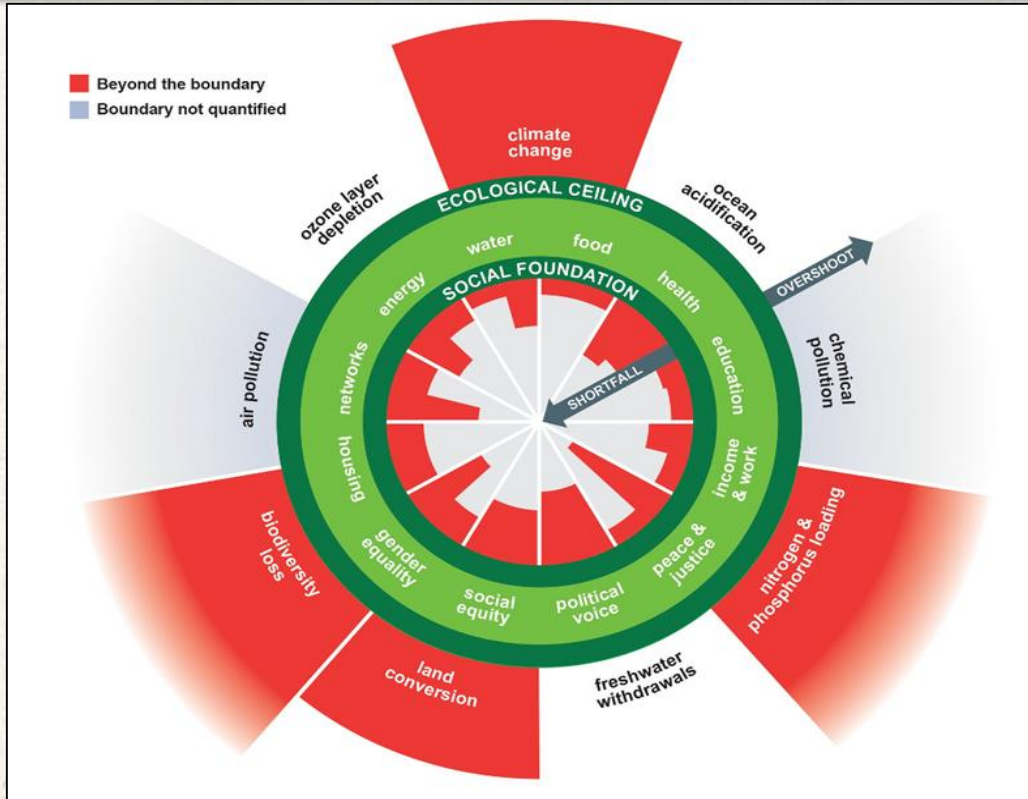 Beyond the boundary
Boundary not quantified
climate
change
ECOLOGICAL CEILING
ozone layer
depletion
ocean
acidification
OVERSHOOT
water
food
energy
health
SOCIAL FOUNDATION
SHORTFALL
networks
education
air pollution
chemical
pollution
housing
income
& work
gender
equality
peace &
justice
social
equity
political
voice
biodiversity
loss
nitrogen &
phosphorus loading
land
conversion
freshwater
withdrawals